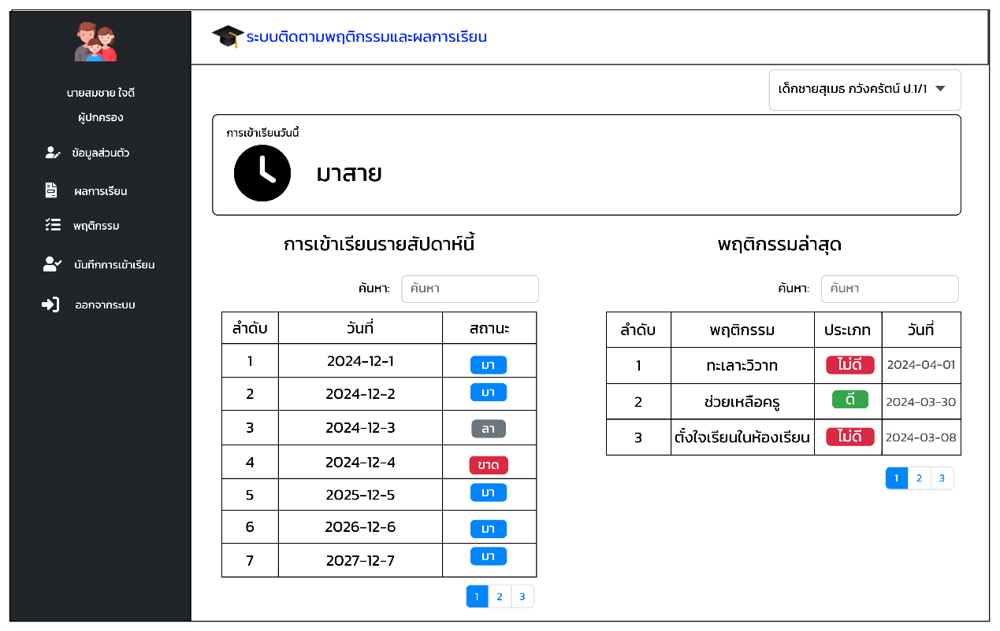 ระบบติดตามพฤติกรรมและผลการเรียน
นายสมชาย ใจดี
ผู้ปกครอง
ข้อมูลส่วนตัว
ผลการเรียน
พฤติกรรม
บันทึกการเข้าเรียน
ออกจากระบบ
เด็กชายสุเมธ ภวังครัตน์ ป.1/1
การเข้าเรียนวันนี้
มาสาย
การเข้าเรียนรายสัปดาห์นี้
ค้นหา: ค้นหา
ลำดับ วันที่ สถานะ
1 2024-12-1 มา
2 2024-12-2 มา
3 2024-12-3 ลา
4 2024-12-4 ขาด
5 2025-12-5 มา
6 2026-12-6 มา
7 2027-12-7 มา
1 2 3
พฤติกรรมล่าสุด
ค้นหา: ค้นหา
ลำดับ พฤติกรรม ประเภท วันที่
1 ทะเลาะวิวาท ไม่ดี 2024-04-01
2 ช่วยเหลือครู ดี 2024-03-30
3 ตั้งใจเรียนในห้องเรียน ไม่ดี 2024-03-08
1 2 3